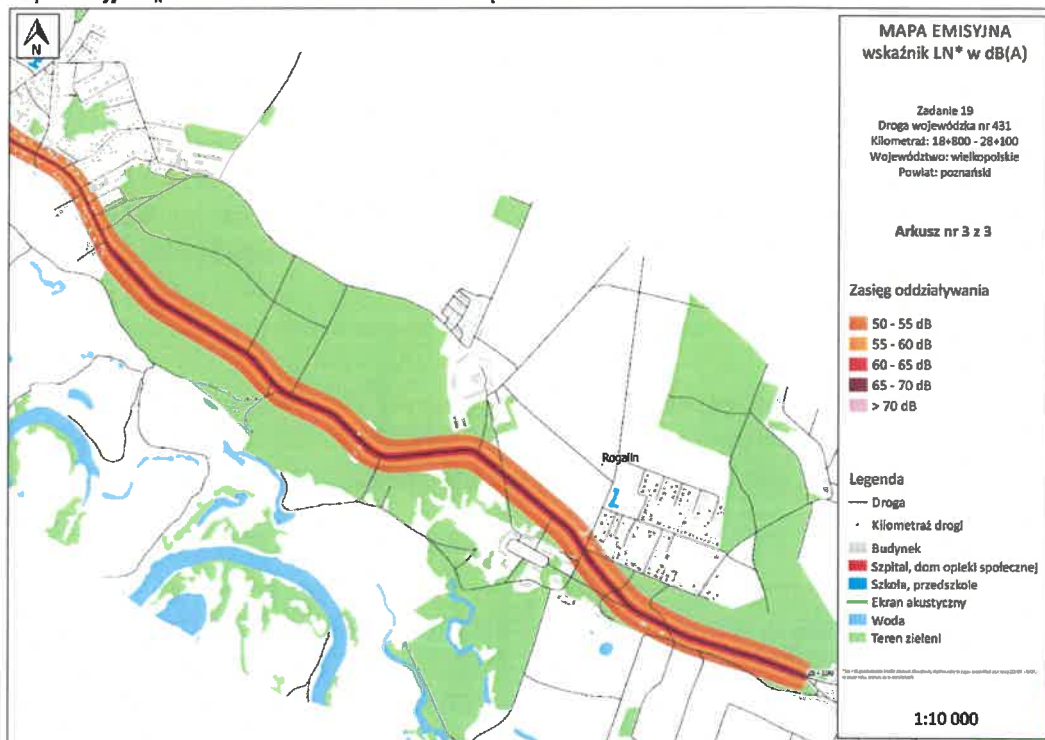 N
MAPA EMISYJNA
wskaźnik LN* w dB(A)
Zadanie 19
Droga wojewódzka nr 431
Kilometraż: 18+800 - 28+100
Województwo: wielkopolskie
Powiat: poznański
Arkusz nr 3 z 3
Zasięg oddziaływania
50 - 55 dB
55 - 60 dB
60 - 65 dB
65 - 70 dB
> 70 dB
Rogalin
Legenda
Droga
Kilometraż drogi
Budynek
Szpital, dom opieki społecznej
Szkoła, przedszkole
Ekran akustyczny
Woda
Teren zieleni
1:10 000